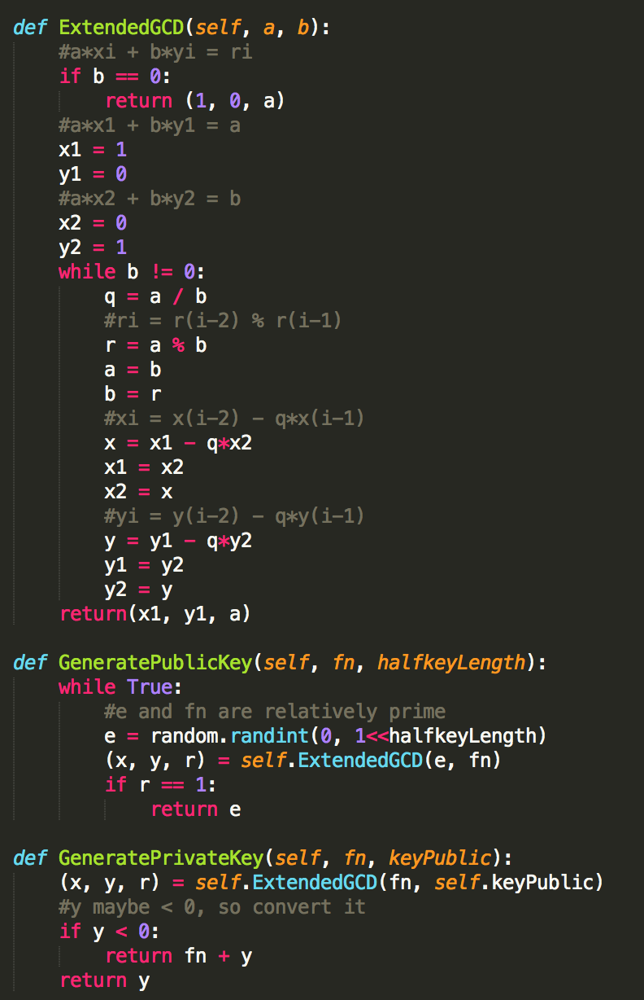 def ExtendedGCD(self, a, b):
    #a*xi + b*yi = ri
    if b == 0:
        return (1, 0, a)
    #a*x1 + b*y1 = a
    x1 = 1
    y1 = 0
    #a*x2 + b*y2 = b
    x2 = 0
    y2 = 1
    while b != 0:
        q = a / b
        #ri = r(i-2) % r(i-1)
        r = a % b
        a = b
        b = r
        #xi = x(i-2) - q*x(i-1)
        x = x1 - q*x2
        x1 = x2
        x2 = x
        #yi = y(i-2) - q*y(i-1)
        y = y1 - q*y2
        y1 = y2
        y2 = y
    return(x1, y1, a)

def GeneratePublicKey(self, fn, halfkeyLength):
    while True:
        #e and fn are relatively prime
        e = random.randint(0, 1<<halfkeyLength)
        (x, y, r) = self.ExtendedGCD(e, fn)
        if r == 1:
            return e

def GeneratePrivateKey(self, fn, keyPublic):
    (x, y, r) = self.ExtendedGCD(fn, self.keyPublic)
    #y maybe < 0, so convert it
    if y < 0:
        return fn + y
    return y